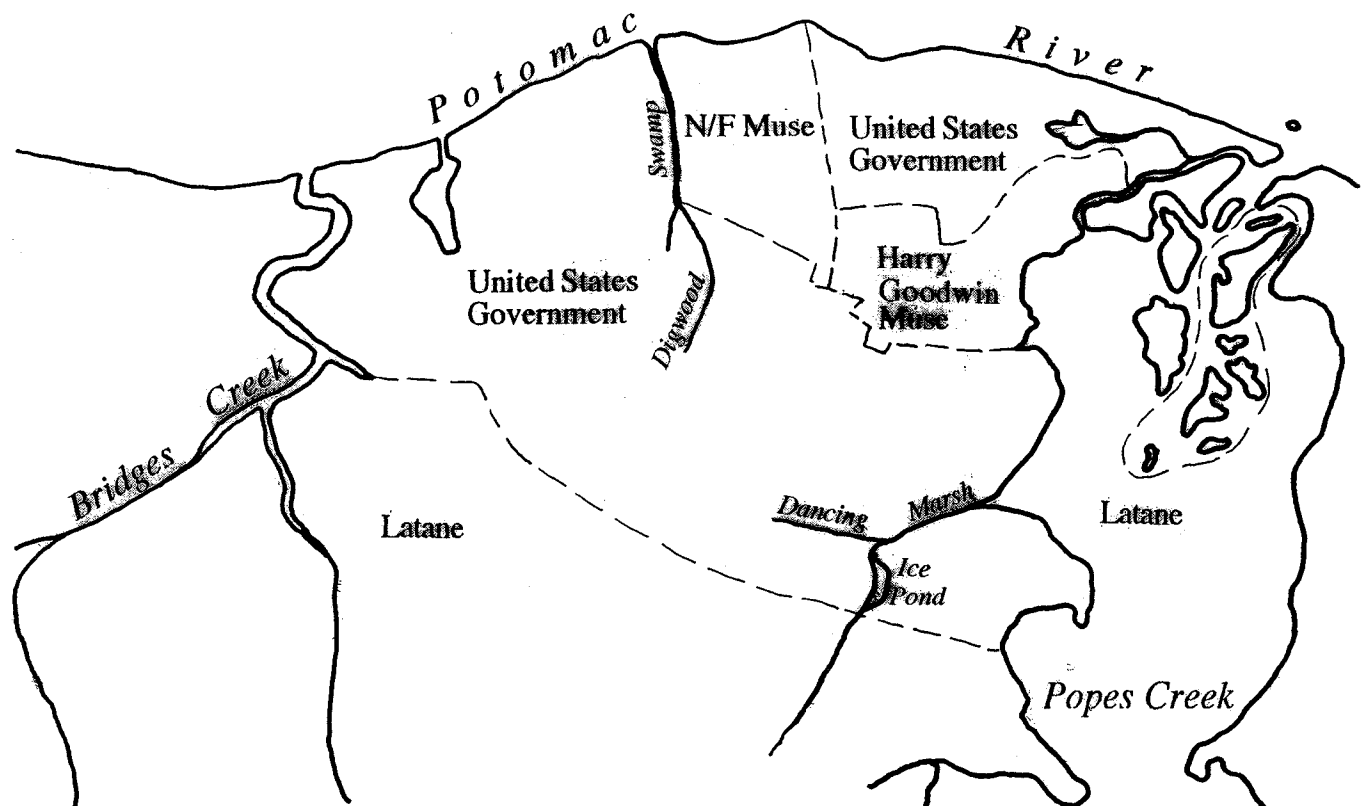 Potomac River
Swamp
N/F Muse
United States
Government
Harry
Goodwin
Muse
United States
Government
Digwood
Bridges Creek
Latane
Dancing Marsh
Ice
Pond
Latane
Popes Creek